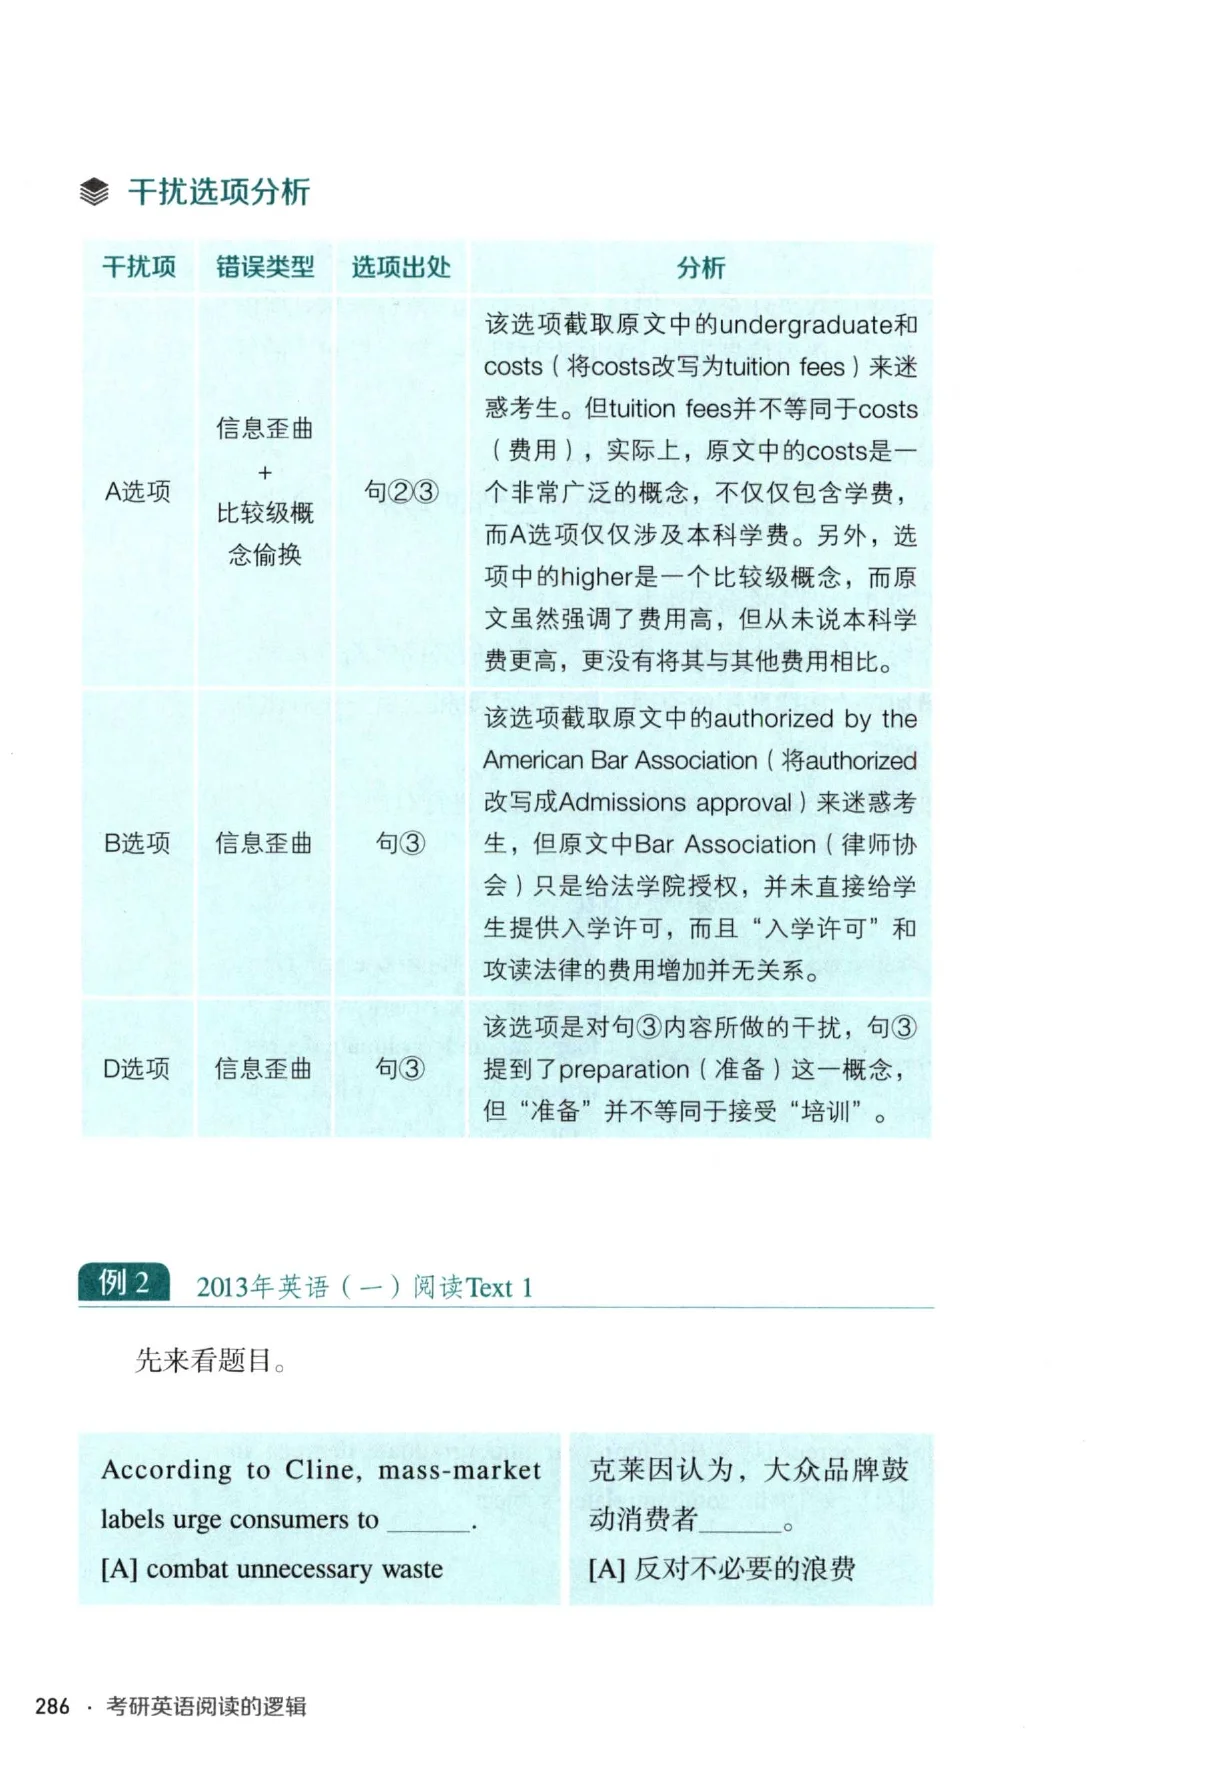 干扰选项分析
干扰项 错误类型 选项出处 分析
A选项
信息歪曲
+
比较级概
念偷换
句②③
该选项截取原文中的undergraduate和
costs（将costs改写为tuition fees）来迷
惑考生。但tuition fees并不等同于costs
（费用），实际上，原文中的costs是一
个非常广泛的概念，不仅仅包含学费，
而A选项仅仅涉及本科学费。另外，选
项中的higher是一个比较级概念，而原
文虽然强调了费用高，但从未说本科学
费更高，更没有将其与其他费用相比。
B选项
信息歪曲
句③
该选项截取原文中的authorized by the
American Bar Association（将authorized
改写成Admissions approval）来迷惑考
生，但原文中Bar Association（律师协
会）只是给法学院授权，并未直接给学
生提供入学许可，而且“入学许可”和
攻读法律的费用增加并无关系。
D选项
信息歪曲
句③
该选项是对句③内容所做的干扰，句③
提到了preparation（准备）这一概念，
但“准备”并不等同于接受“培训”。
例2 2013年英语（一）阅读Text 1
先来看题目。
According to Cline, mass-market
labels urge consumers to ______.
[A] combat unnecessary waste
克莱因认为，大众品牌鼓
动消费者______。
[A] 反对不必要的浪费
286 · 考研英语阅读的逻辑